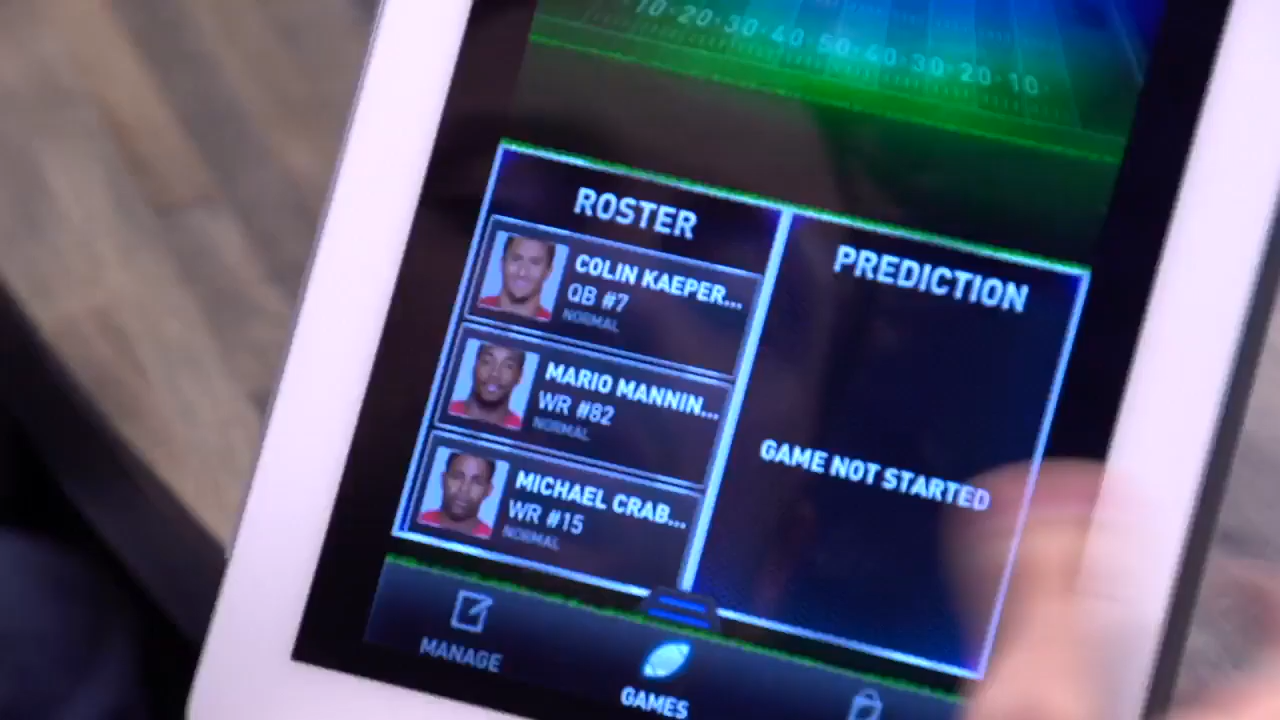 10·20·30·40·50·40·30·20·10
ROSTER
COLIN KAEPER...
QB #7
NORMAL
MARIO MANNIN...
WR #82
NORMAL
MICHAEL CRAB...
WR #15
NORMAL
PREDICTION
GAME NOT STARTED
MANAGE
GAMES